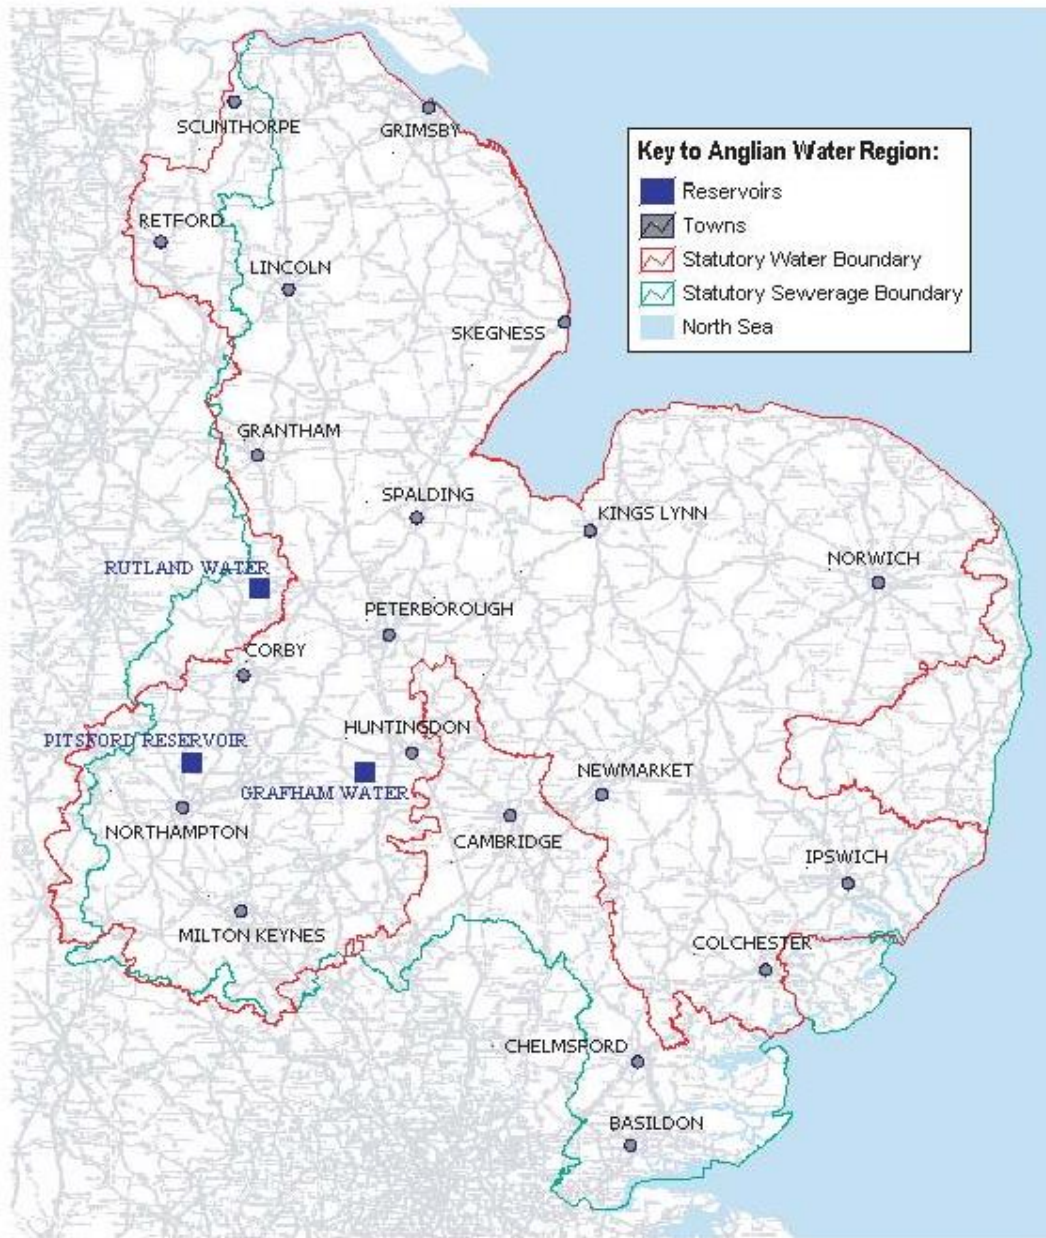 SCUNTHORPE
GRIMSBY
Key to Anglian Water Region:
Reservoirs
Towns
Statutory Water Boundary
Statutory Sewerage Boundary
North Sea
RETFORD
LINCOLN
SKEGNESS
GRANTHAM
SPALDING
KINGS LYNN
NORWICH
RUTLAND WATER
PETERBOROUGH
CORBY
HUNTINGDON
PITSFORD RESERVOIR
NEWMARKET
GRAFHAM WATER
NORTHAMPTON
CAMBRIDGE
IPSWICH
MILTON KEYNES
COLCHESTER
CHELMSFORD
BASILDON